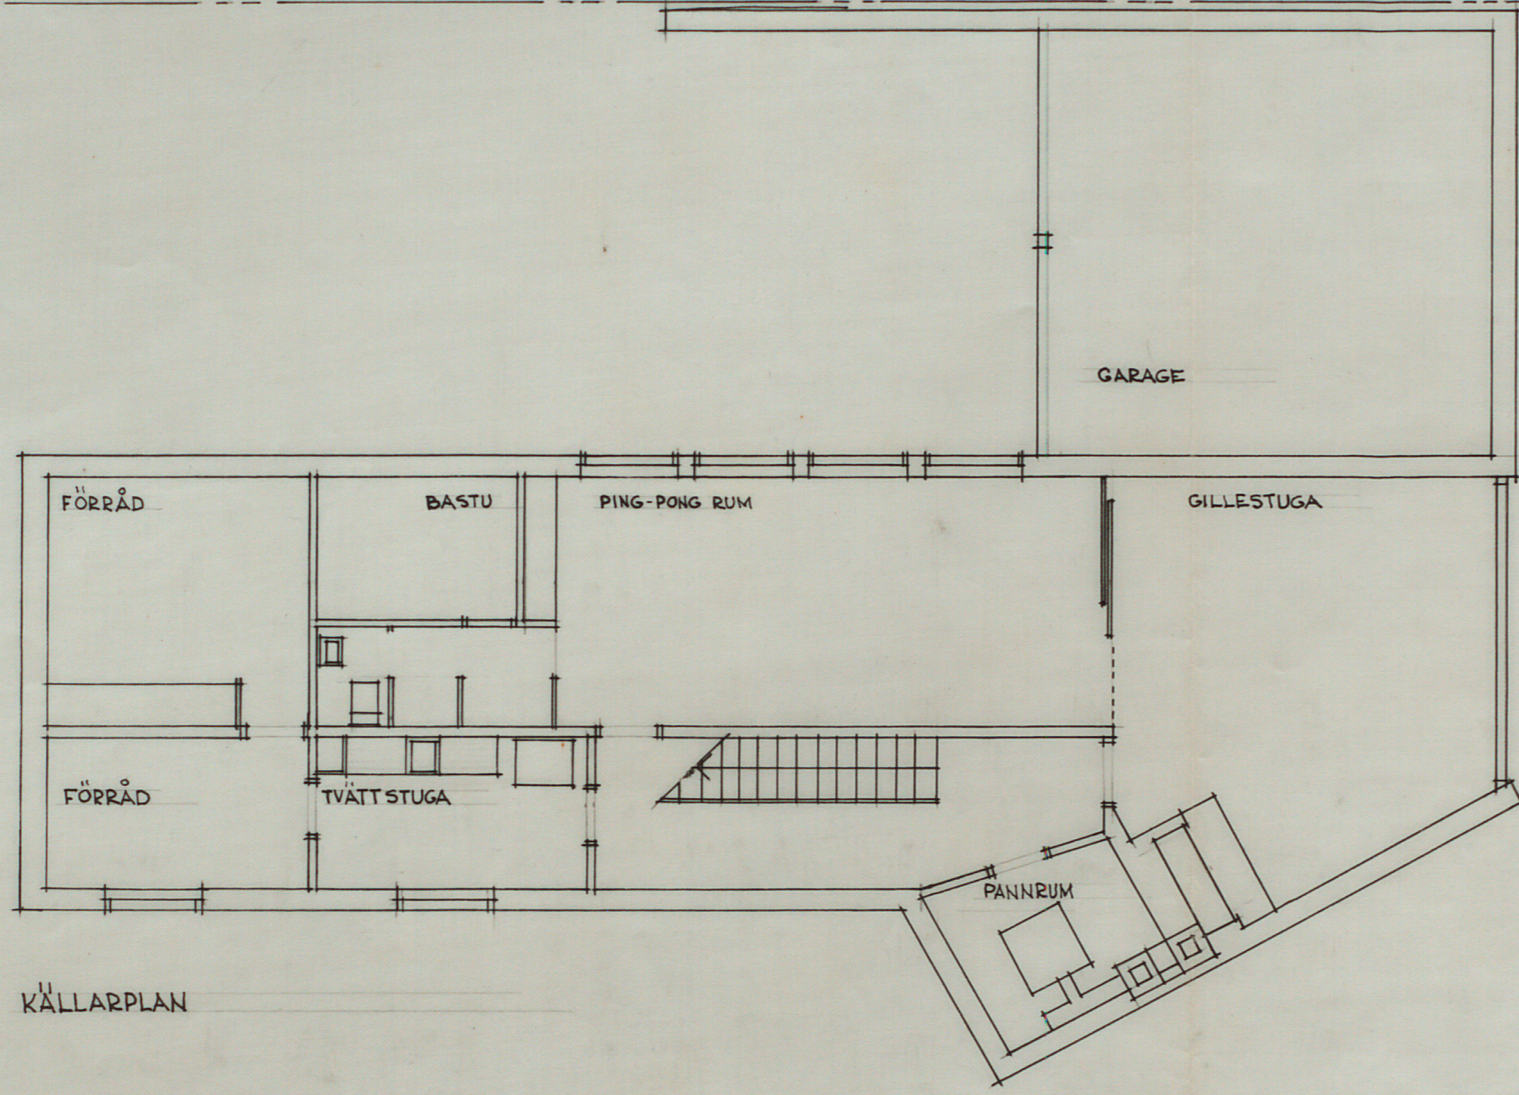 GARAGE
FÖRRÅD
BASTU
PING-PONG RUM
GILLESTUGA
FÖRRÅD
TVÄTTSTUGA
PANNRUM
KÄLLARPLAN